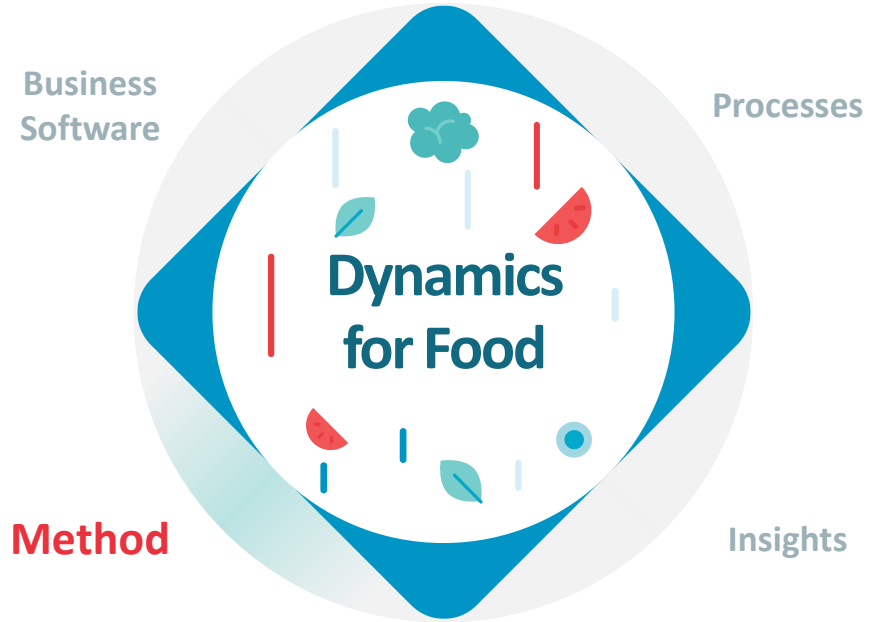 Business
Software
Processes
Dynamics
for Food
Method
Insights